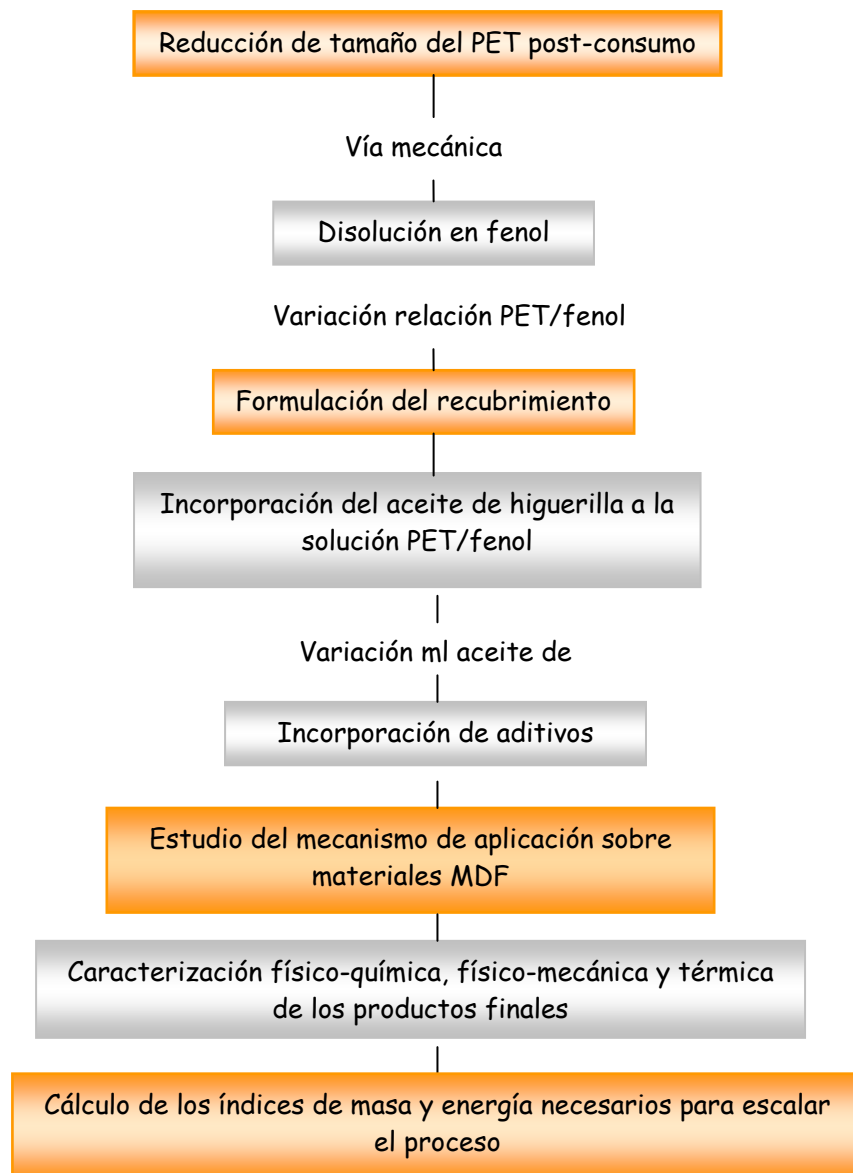 Reducción de tamaño del PET post-consumo
Vía mecánica
Disolución en fenol
Variación relación PET/fenol
Formulación del recubrimiento
Incorporación del aceite de higuerilla a la
solución PET/fenol
Variación ml aceite de
Incorporación de aditivos
Estudio del mecanismo de aplicación sobre
materiales MDF
Caracterización físico-química, físico-mecánica y térmica
de los productos finales
Cálculo de los índices de masa y energía necesarios para escalar
el proceso